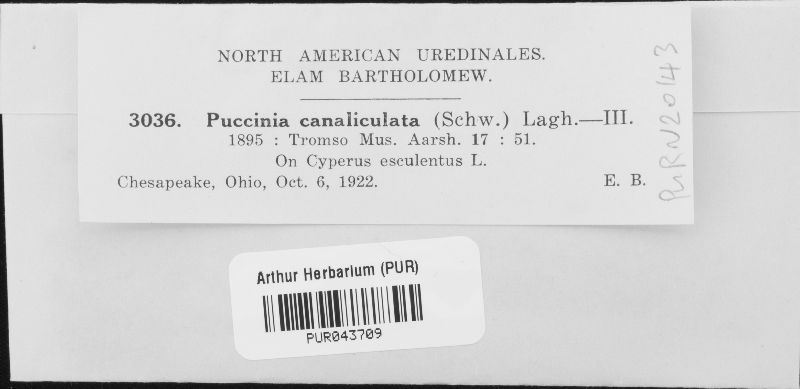 NORTH AMERICAN UREDINALES.
ELAM BARTHOLOMEW.
3036. Puccinia canaliculata (Schw.) Lagh.—III.
1895 : Tromso Mus. Aarsh. 17 : 51.
On Cyperus esculentus L.
Chesapeake, Ohio, Oct. 6, 1922. E. B.
PURN20143
Arthur Herbarium (PUR)
PUR043709